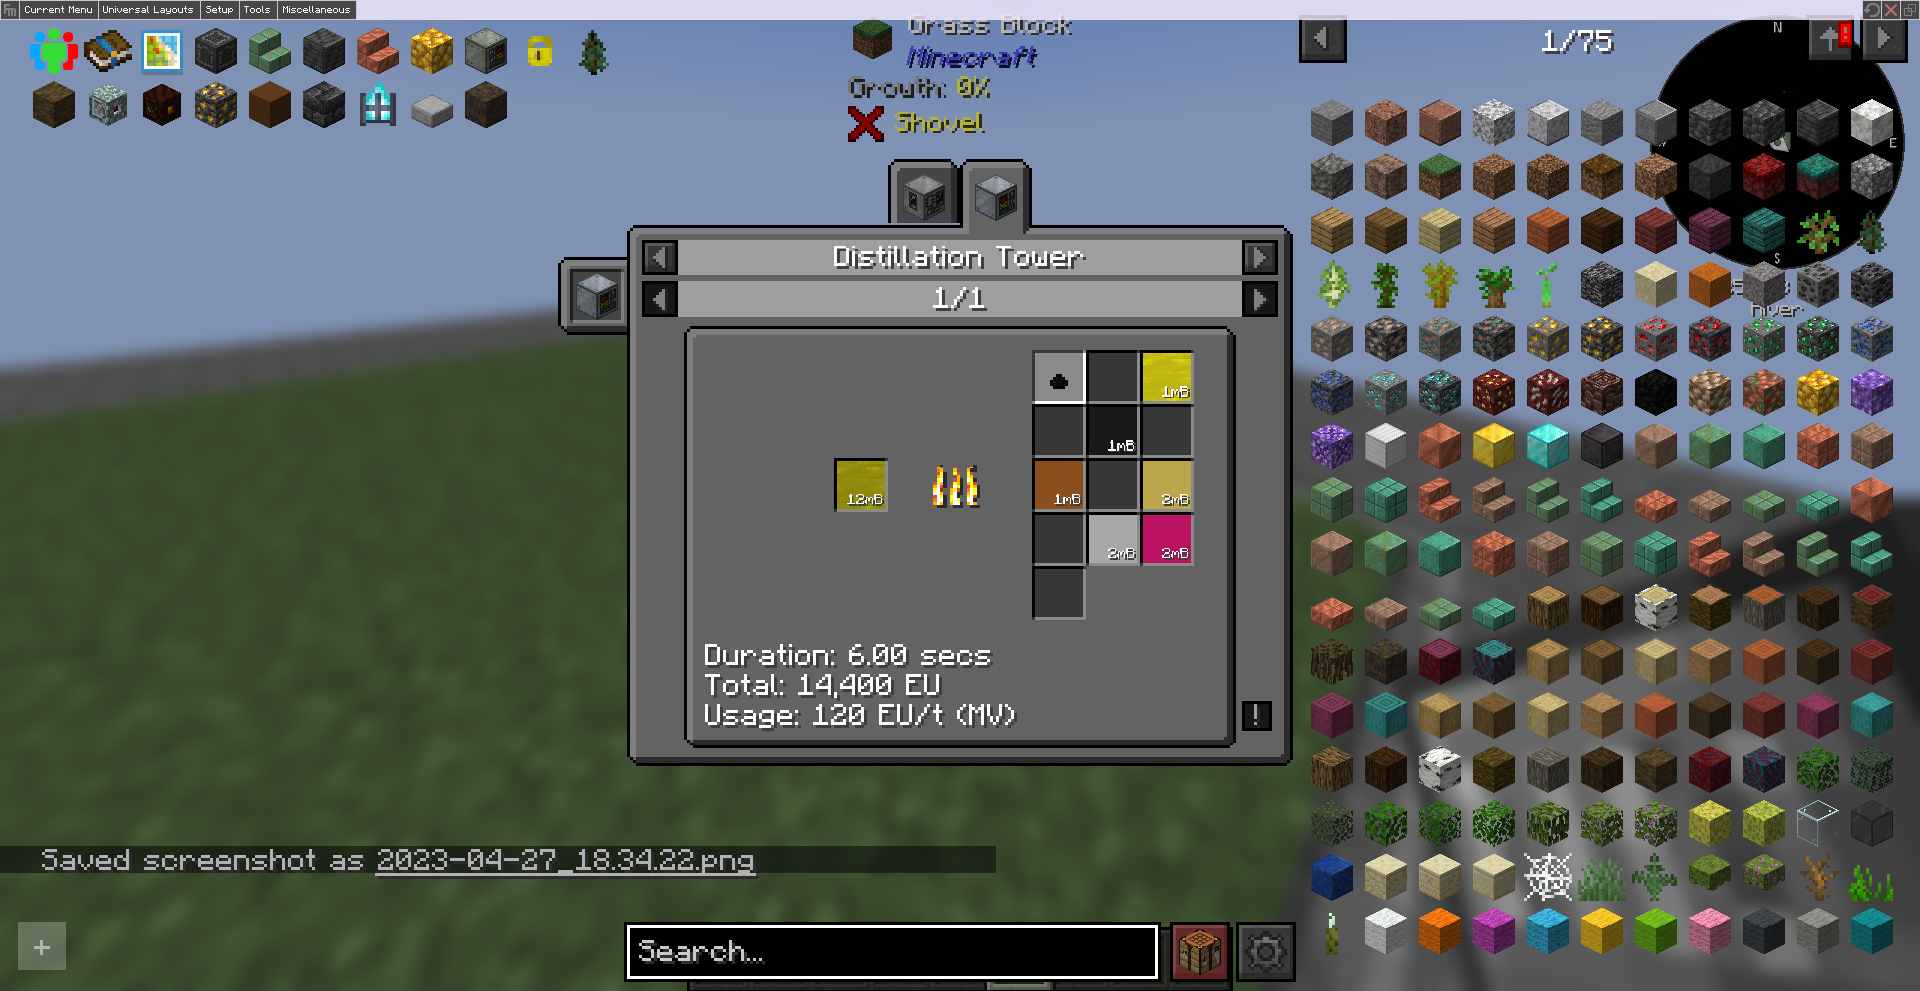 Current Menu Universal Layouts Setup Tools Miscellaneous
Grass Block
Minecraft
Growth: 0%
Shovel
1/75
N
E
S
Distillation Tower
1/1
1mB
1mB
12mB
1mB
2mB
2mB
2mB
Duration: 6.00 secs
Total: 14,400 EU
Usage: 120 EU/t (MV)
!
Saved screenshot as 2023-04-27_18.34.22.png
+
Search...